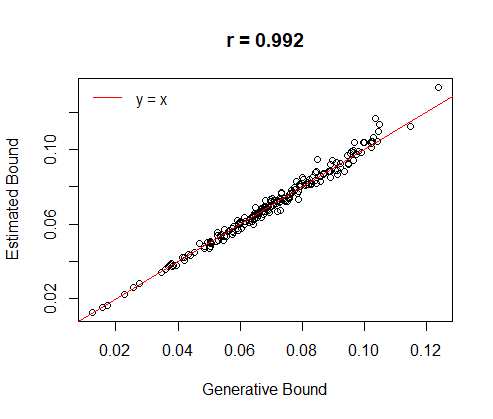 r = 0.992
y = x
Estimated Bound
0.10
0.06
0.02
0.02 0.04 0.06 0.08 0.10 0.12
Generative Bound